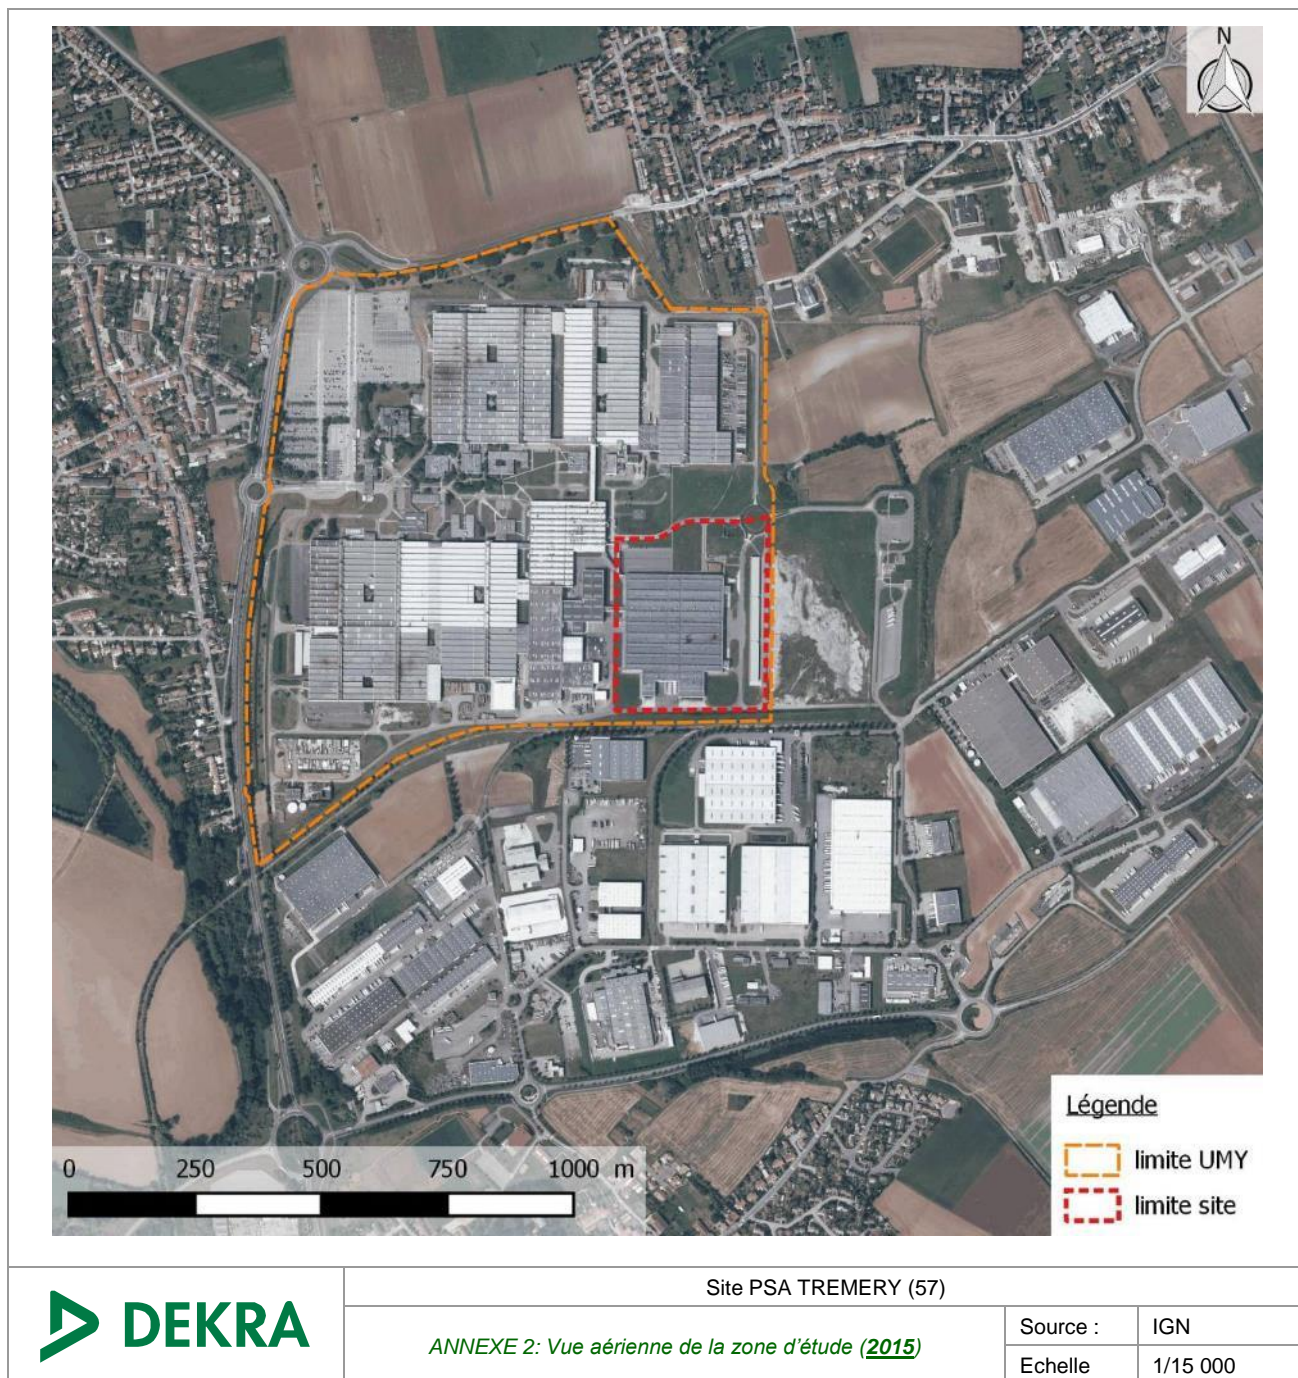 N
Légende
limite UMY
limite site
0 250 500 750 1000 m
DEKRA
Site PSA TREMERY (57)
ANNEXE 2: Vue aérienne de la zone d'étude (2015)
Source : IGN
Echelle 1/15 000